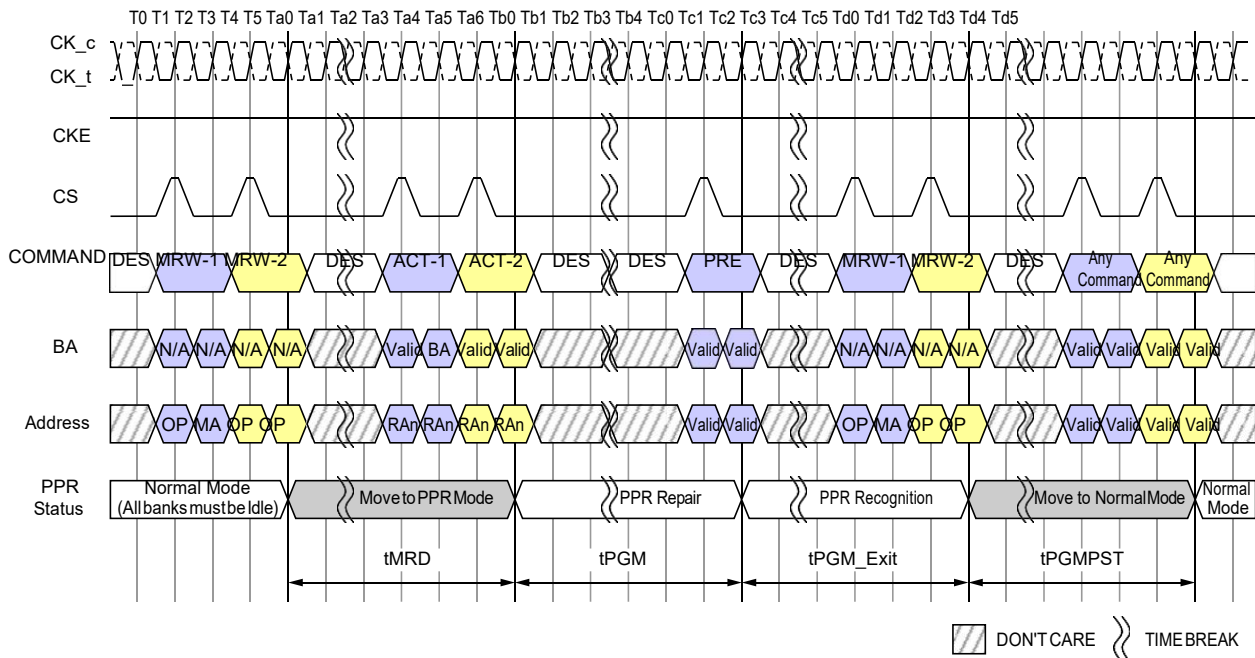 T0 T1 T2 T3 T4 T5 Ta0 Ta1 Ta2 Ta3 Ta4 Ta5 Ta6 Tb0 Tb1 Tb2 Tb3 Tb4 Tc0 Tc1 Tc2 Tc3 Tc4 Tc5 Td0 Td1 Td2 Td3 Td4 Td5
CK_c
CK_t
CKE
CS
COMMAND DES MRW-1 MRW-2 DES ACT-1 ACT-2 DES DES PRE DES MRW-1 MRW-2 DES Any Command Any Command
BA N/A N/A N/A N/A Valid BA Valid Valid Valid Valid N/A N/A N/A N/A Valid Valid Valid Valid
Address OP MA OP OP RAn RAn RAn RAn Valid Valid OP MA OP OP Valid Valid Valid Valid
PPR Status Normal Mode (All banks must be Idle) Move to PPR Mode PPR Repair PPR Recognition Move to Normal Mode Normal Mode
tMRD tPGM tPGM_Exit tPGMPST
DON'T CARE TIME BREAK